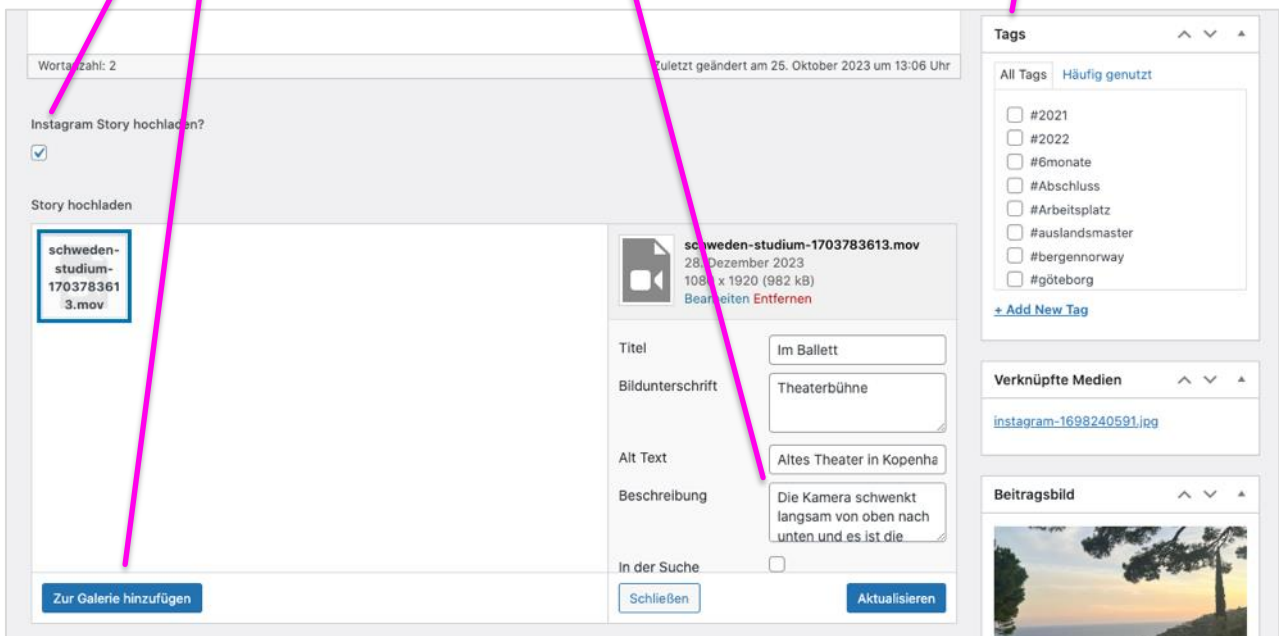 Wortanzahl: 2
Zuletzt geändert am 25. Oktober 2023 um 13:06 Uhr
Instagram Story hochladen?
Story hochladen
schweden-
studium-
170378361
3.mov
schweden-studium-1703783613.mov
28. Dezember 2023
1080 x 1920 (982 kB)
Bearbeiten Entfernen
Titel
Im Ballett
Bildunterschrift
Theaterbühne
Alt Text
Altes Theater in Kopenha
Beschreibung
Die Kamera schwenkt
langsam von oben nach
unten und es ist die
In der Suche
Zur Galerie hinzufügen
Schließen
Aktualisieren
Tags
All Tags
Häufig genutzt
#2021
#2022
#6monate
#Abschluss
#Arbeitsplatz
#auslandsmaster
#bergennorway
#göteborg
+ Add New Tag
Verknüpfte Medien
instagram-1698240591.jpg
Beitragsbild